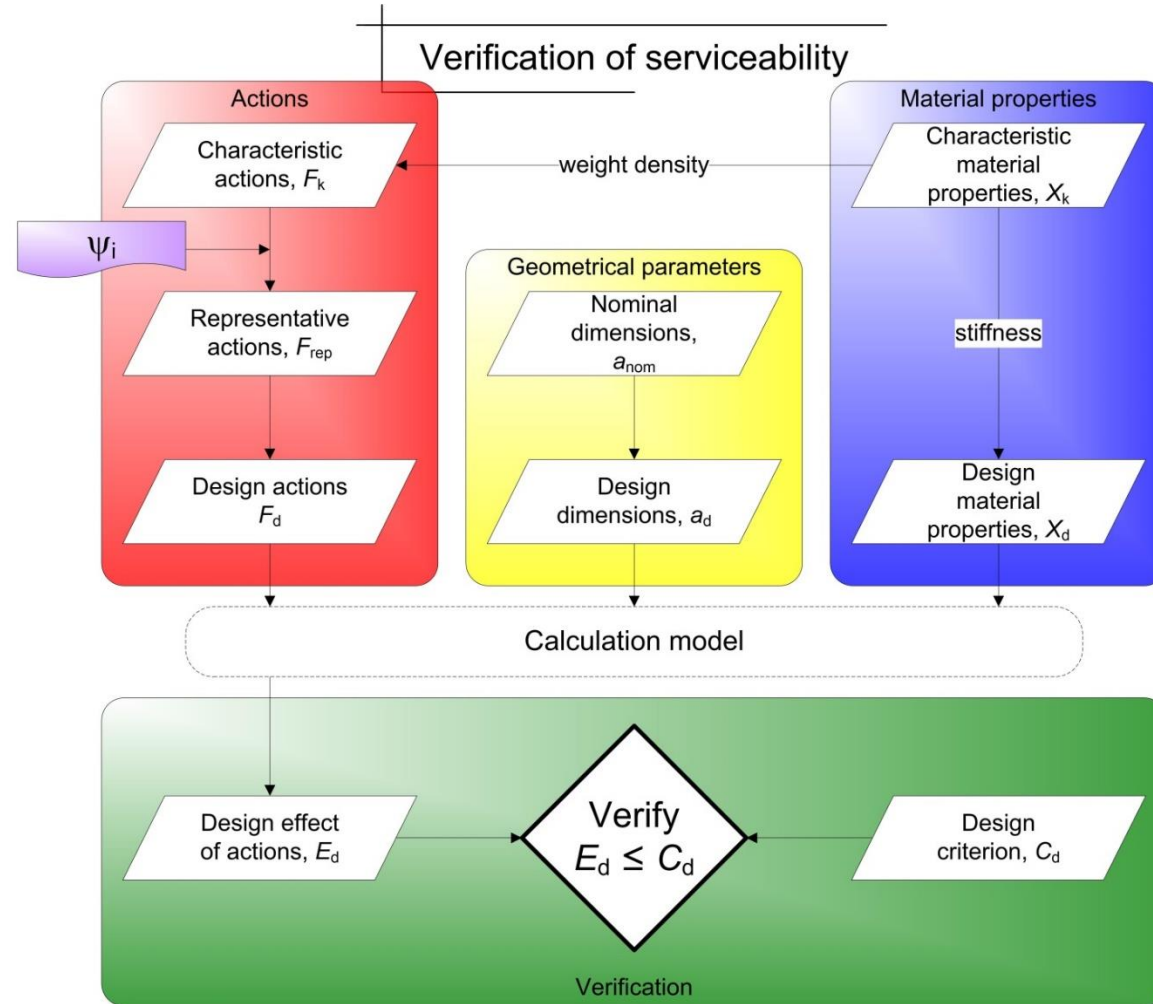 Verification of serviceability
Actions
Characteristic
actions, Fk
ψi
Representative
actions, Frep
Design actions
Fd
weight density
Geometrical parameters
Nominal
dimensions,
anom
Design
dimensions, ad
Material properties
Characteristic
material
properties, Xk
stiffness
Design
material
properties, Xd
Calculation model
Design effect
of actions, Ed
Verify
Ed ≤ Cd
Design
criterion, Cd
Verification